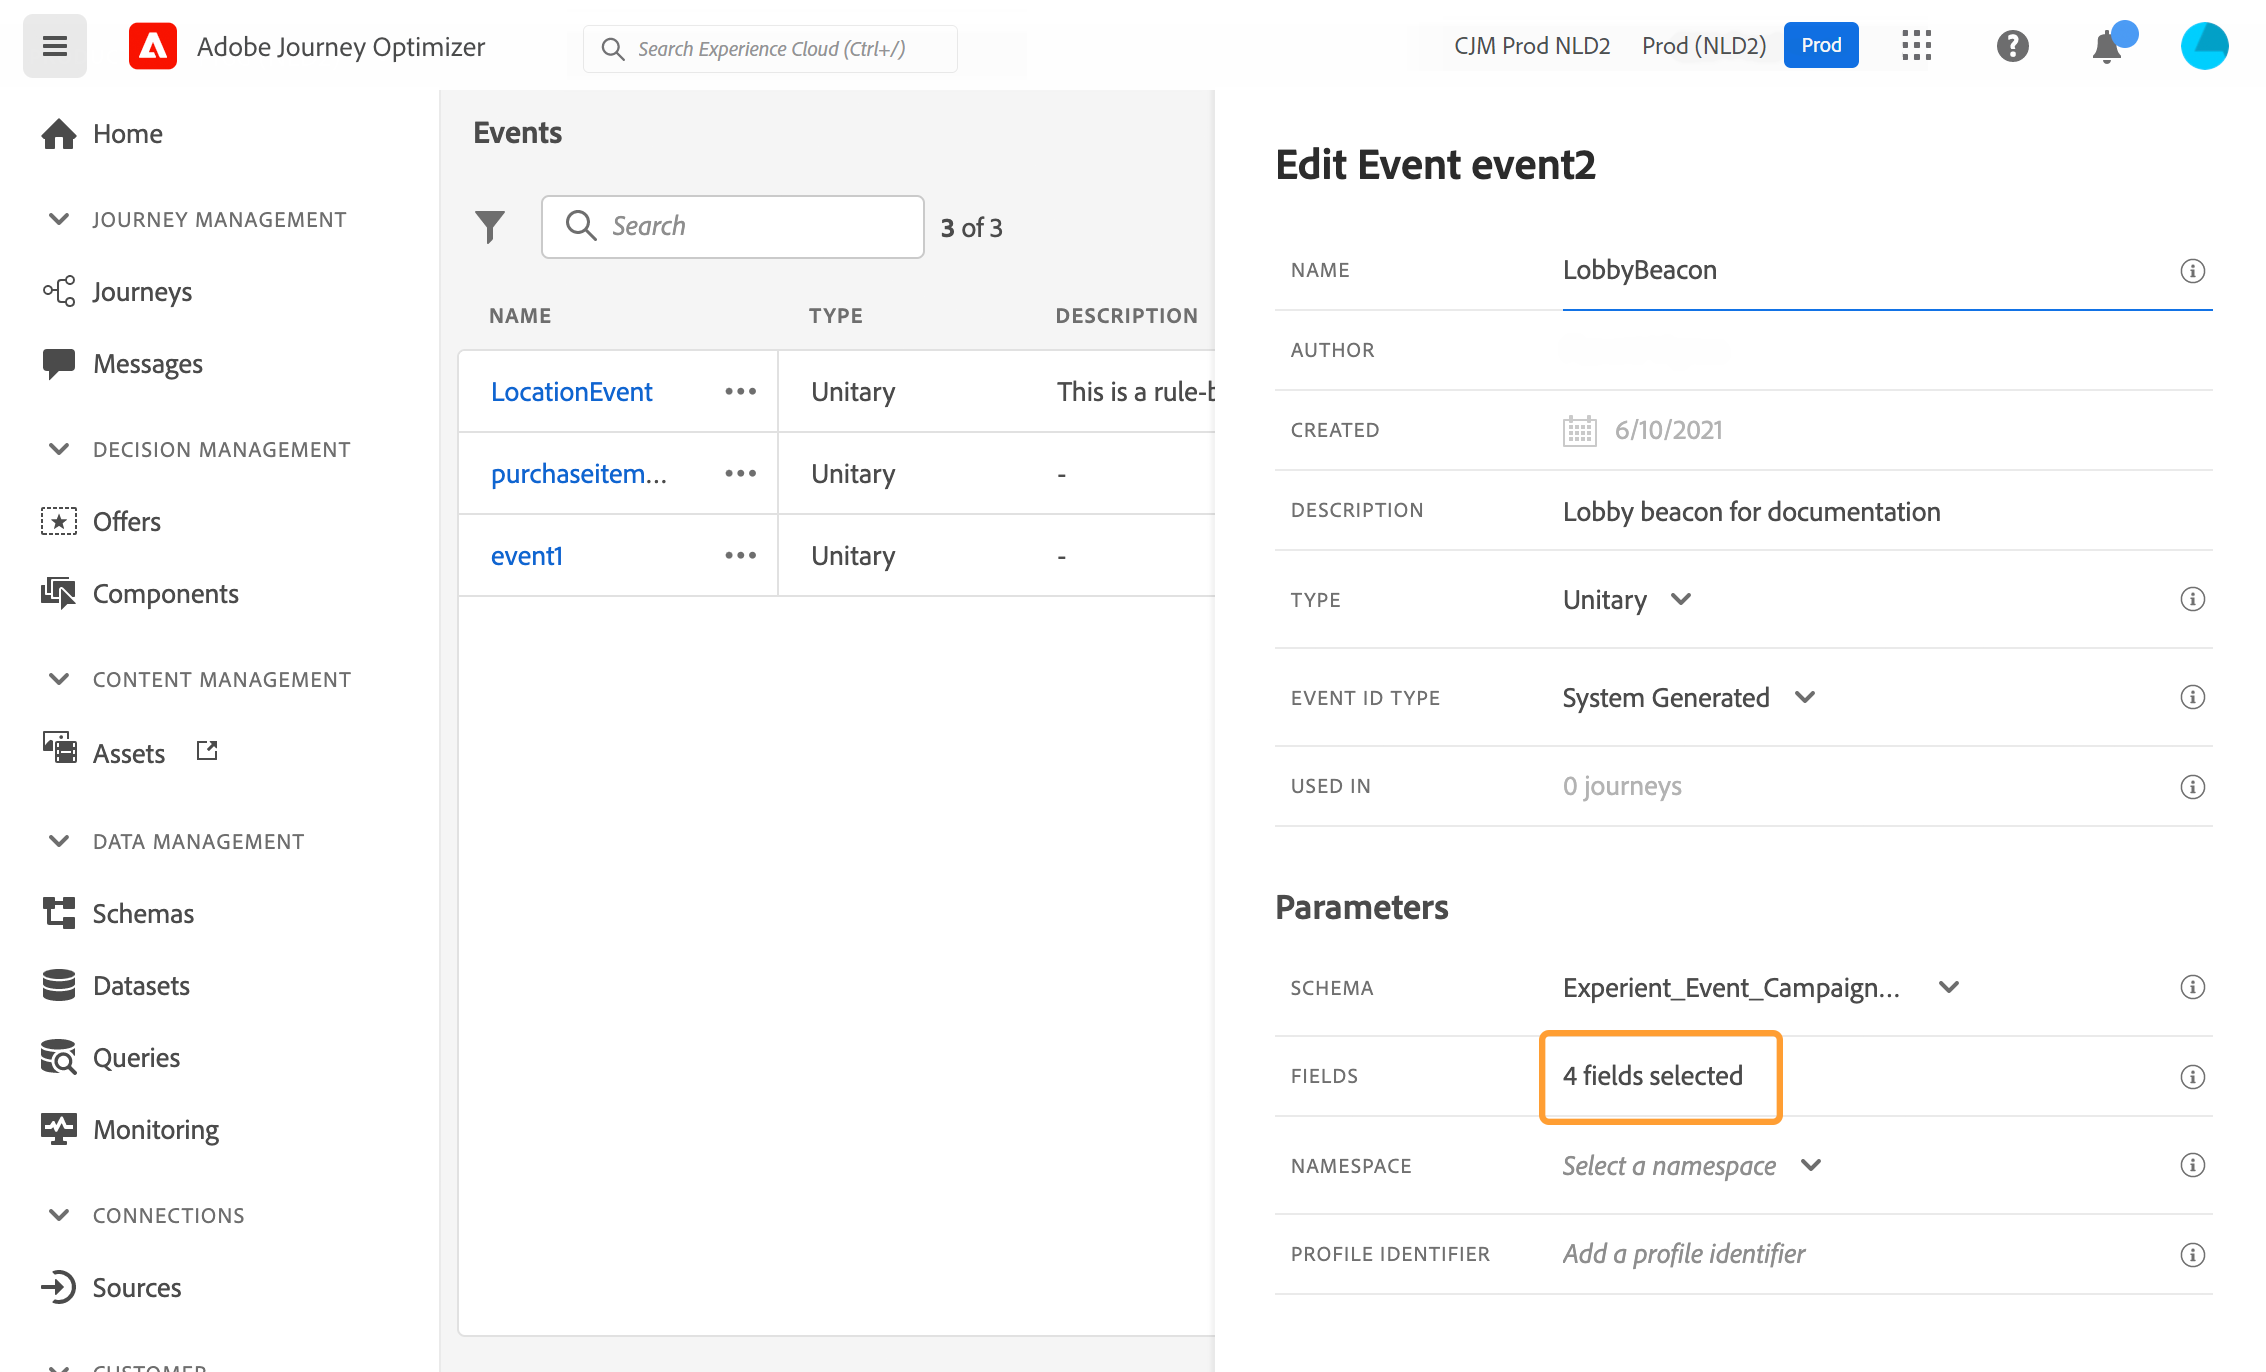 Adobe Journey Optimizer
Search Experience Cloud (Ctrl+/)
CJM Prod NLD2
Prod (NLD2)
Prod
Home
JOURNEY MANAGEMENT
Journeys
Messages
DECISION MANAGEMENT
Offers
Components
CONTENT MANAGEMENT
Assets
DATA MANAGEMENT
Schemas
Datasets
Queries
Monitoring
CONNECTIONS
Sources
CUSTOMER
Events
Search
3 of 3
NAME TYPE DESCRIPTION
LocationEvent ••• Unitary This is a rule-b
purchaseitem... ••• Unitary -
event1 ••• Unitary -
Edit Event event2
NAME LobbyBeacon
AUTHOR
CREATED 6/10/2021
DESCRIPTION Lobby beacon for documentation
TYPE Unitary
EVENT ID TYPE System Generated
USED IN 0 journeys
Parameters
SCHEMA Experient_Event_Campaign...
FIELDS 4 fields selected
NAMESPACE Select a namespace
PROFILE IDENTIFIER Add a profile identifier